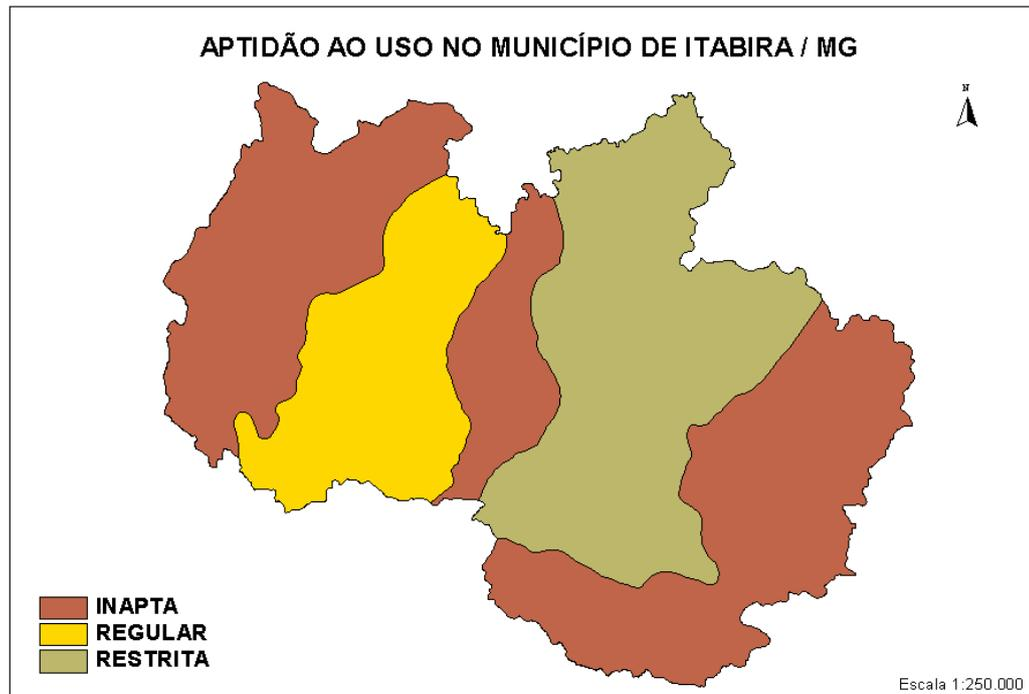 APTIDÃO AO USO NO MUNICÍPIO DE ITABIRA / MG
N
INAPTA
REGULAR
RESTRITA
Escala 1:250.000